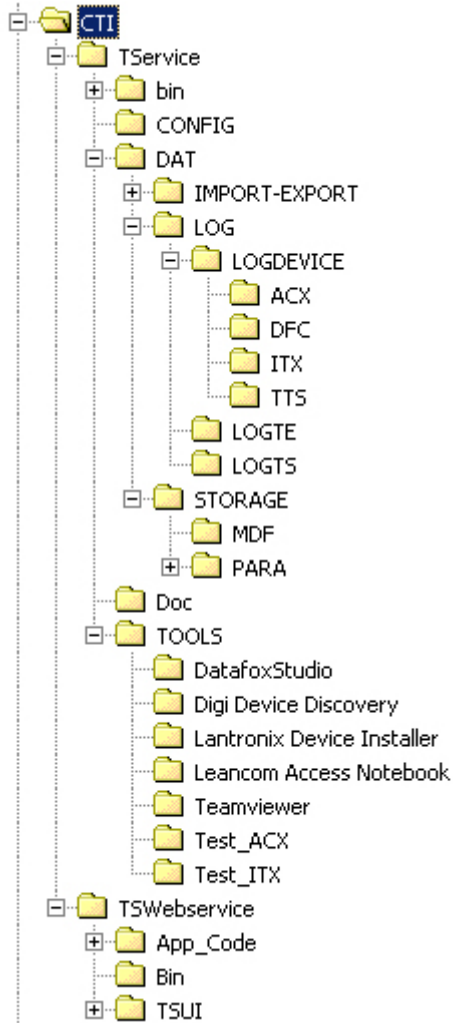 CTI
TService
bin
CONFIG
DAT
IMPORT-EXPORT
LOG
LOGDEVICE
ACX
DFC
ITX
TTS
LOGTE
LOGTS
STORAGE
MDF
PARA
Doc
TOOLS
DatafoxStudio
Digi Device Discovery
Lantronix Device Installer
Leancom Access Notebook
Teamviewer
Test_ACX
Test_ITX
TSWebservice
App_Code
Bin
TSUI